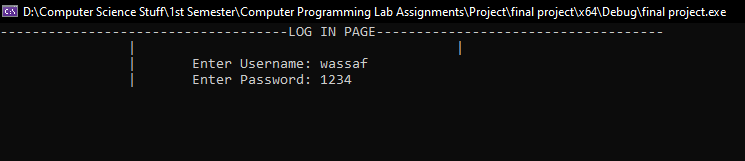 D:\Computer Science Stuff\1st Semester\Computer Programming Lab Assignments\Project\final project\x64\Debug\final project.exe
------------------------------------LOG IN PAGE------------------------------------
| |
| Enter Username: wassaf
| Enter Password: 1234